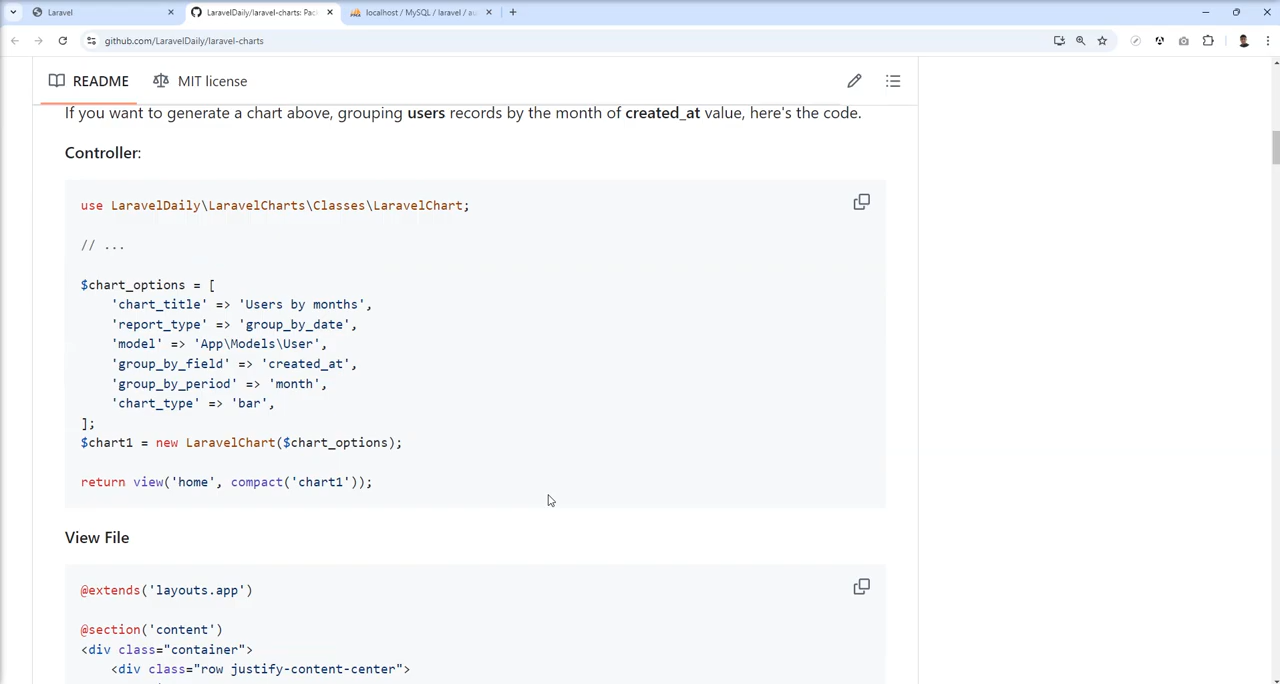 Laravel
LaravelDaily/laravel-charts: Pac
localhost / MySQL / laravel / au
github.com/LaravelDaily/laravel-charts
README
MIT license
If you want to generate a chart above, grouping users records by the month of created_at value, here's the code.
Controller:
use LaravelDaily\LaravelCharts\Classes\LaravelChart;
// ...
$chart_options = [
'chart_title' => 'Users by months',
'report_type' => 'group_by_date',
'model' => 'App\Models\User',
'group_by_field' => 'created_at',
'group_by_period' => 'month',
'chart_type' => 'bar',
];
$chart1 = new LaravelChart($chart_options);
return view('home', compact('chart1'));
View File
@extends('layouts.app')
@section('content')
<div class="container">
<div class="row justify-content-center">